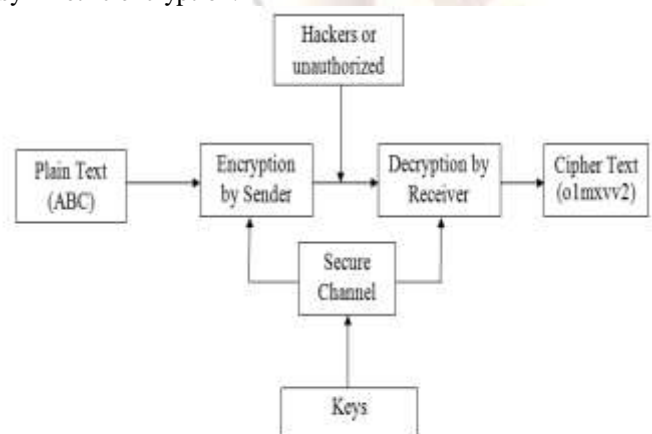 Hackers or
unauthorized
Plain Text
(ABC)
Encryption
by Sender
Decryption by
Receiver
Cipher Text
(o1mxvv2)
Secure
Channel
Keys